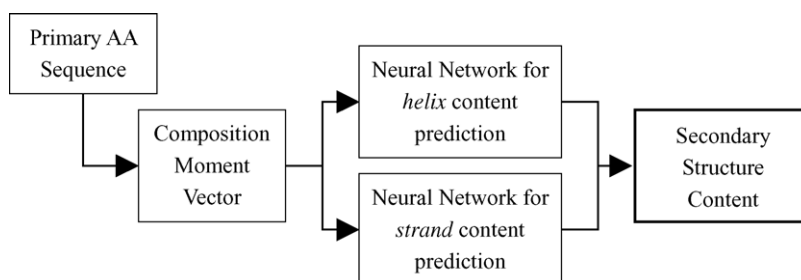 Primary AA
Sequence
Composition
Moment
Vector
Neural Network for
helix content
prediction
Neural Network for
strand content
prediction
Secondary
Structure
Content